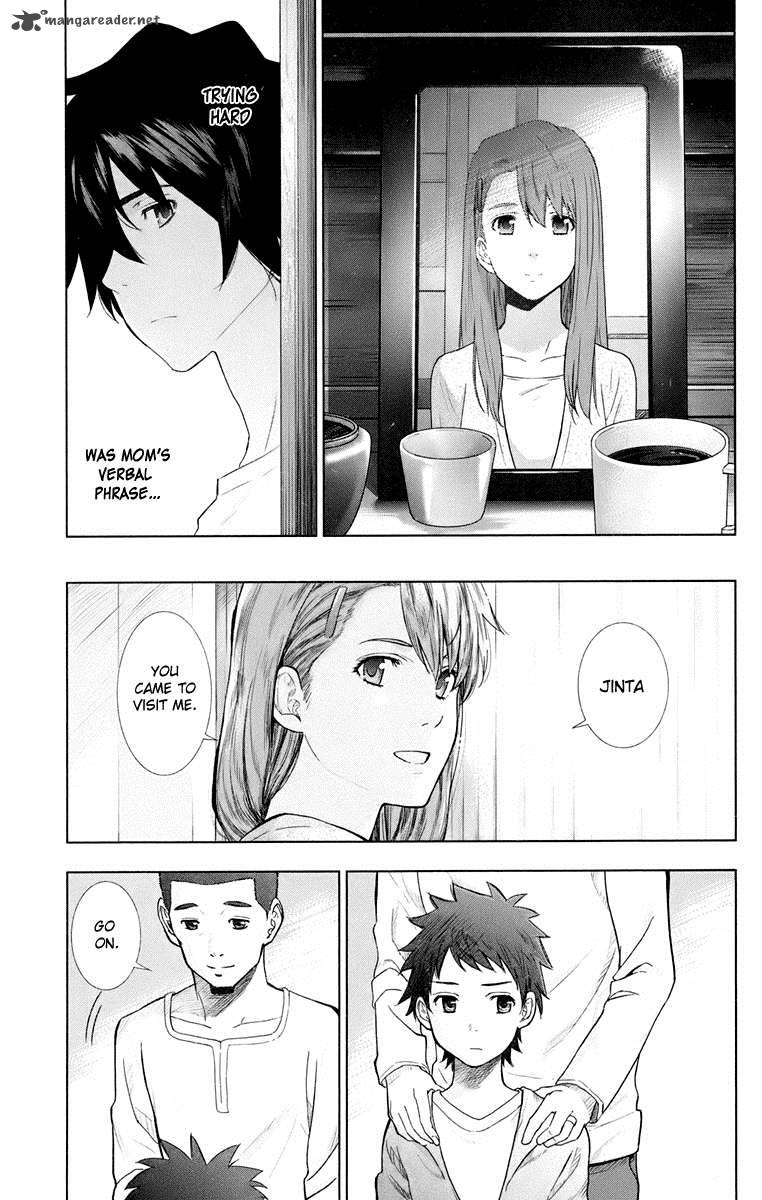 mangareader.net
TRYING
HARD
WAS MOM'S
VERBAL
PHRASE...
JINTA
YOU
CAME TO
VISIT ME.
GO
ON.